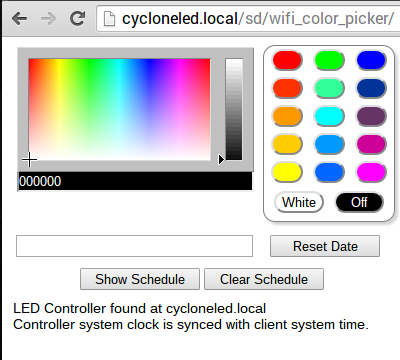 cycloneled.local/sd/wifi_color_picker/
000000
White
Off
Reset Date
Show Schedule
Clear Schedule
LED Controller found at cycloneled.local
Controller system clock is synced with client system time.